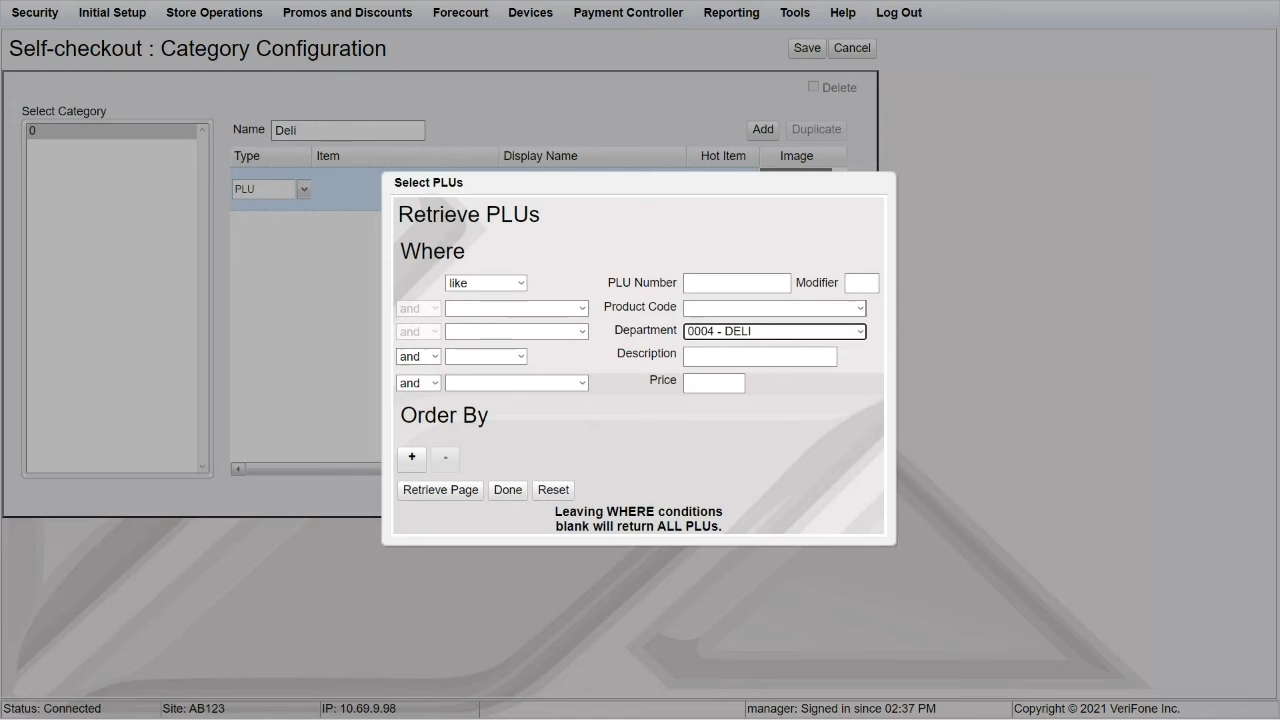 Security Initial Setup Store Operations Promos and Discounts Forecourt Devices Payment Controller Reporting Tools Help Log Out
Self-checkout : Category Configuration
Save Cancel
Delete
Select Category
0
Name Deli Add Duplicate
Type Item Display Name Hot Item Image
PLU
Select PLUs
Retrieve PLUs
Where
like PLU Number Modifier
and Product Code
and Department 0004 - DELI
and Description
and Price
Order By
+ -
Retrieve Page Done Reset
Leaving WHERE conditions
blank will return ALL PLUs.
Status: Connected Site: AB123 IP: 10.69.9.98 manager: Signed in since 02:37 PM Copyright © 2021 VeriFone Inc.